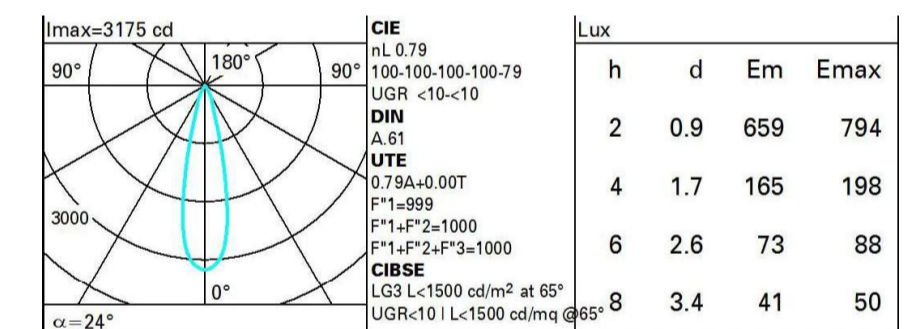 Imax=3175 cd
90°
180°
90°
3000
0°
α=24°
CIE
nL 0.79
100-100-100-100-79
UGR <10-<10
DIN
A.61
UTE
0.79A+0.00T
F"1=999
F"1+F"2=1000
F"1+F"2+F"3=1000
CIBSE
LG3 L<1500 cd/m² at 65°
UGR<10 | L<1500 cd/mq @65°
Lux
h d Em Emax
2 0.9 659 794
4 1.7 165 198
6 2.6 73 88
8 3.4 41 50